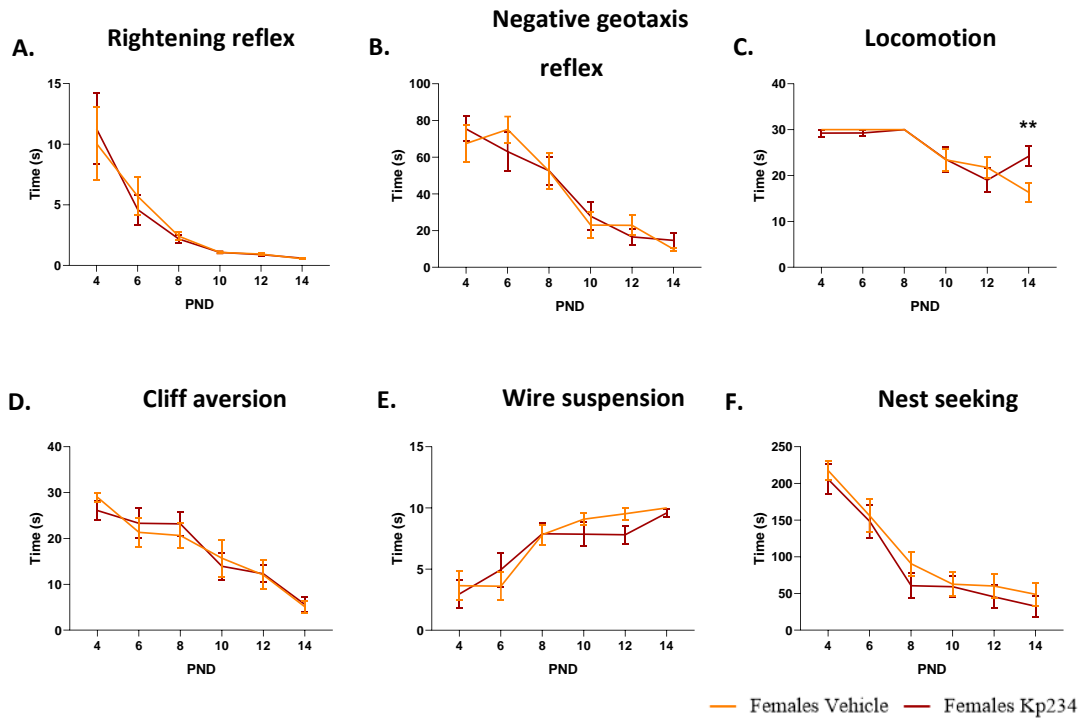 A.
Rightening reflex
15
10
5
0
Time (s)
4 6 8 10 12 14
PND
B.
Negative geotaxis
reflex
100
80
60
40
20
0
Time (s)
4 6 8 10 12 14
PND
C.
Locomotion
40
30
20
10
0
Time (s)
**
4 6 8 10 12 14
PND
D.
Cliff aversion
40
30
20
10
0
Time (s)
4 6 8 10 12 14
PND
E.
Wire suspension
15
10
5
0
Time (s)
4 6 8 10 12 14
PND
F.
Nest seeking
250
200
150
100
50
0
Time (s)
4 6 8 10 12 14
PND
Females Vehicle Females Kp234